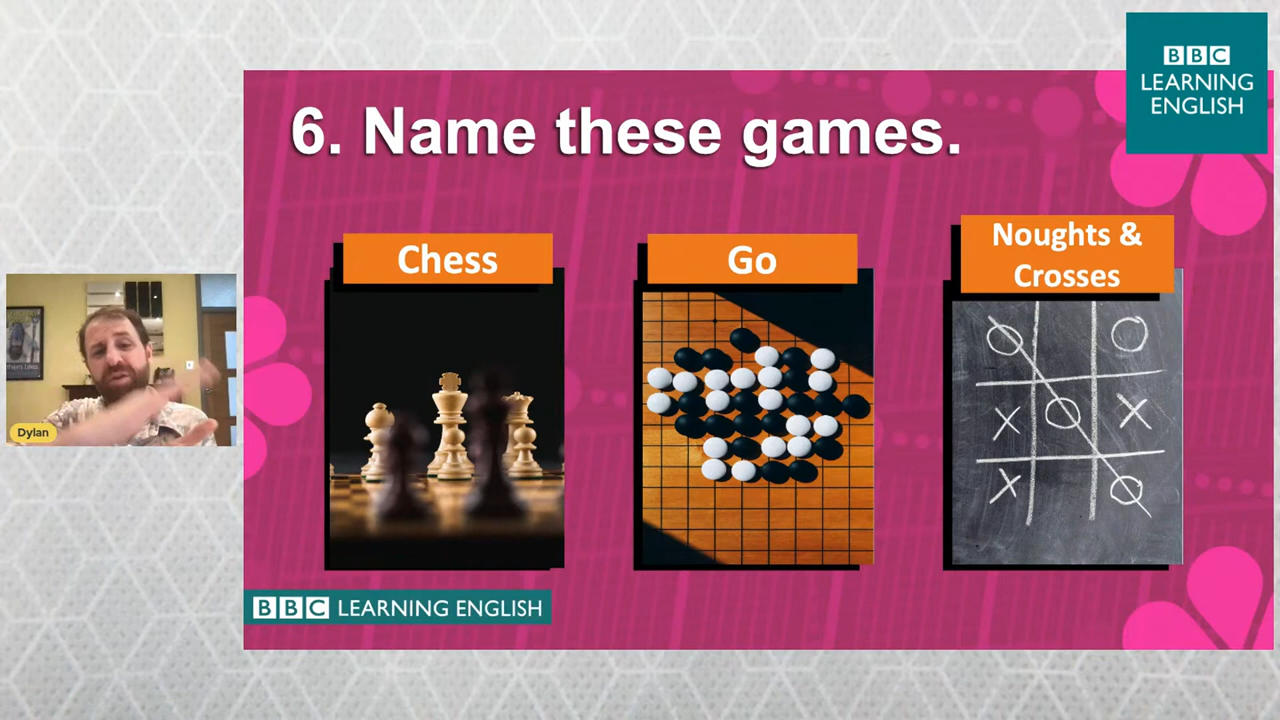 BBC
LEARNING
ENGLISH
6. Name these games.
Chess
Go
Noughts &
Crosses
Dylan
BBC LEARNING ENGLISH